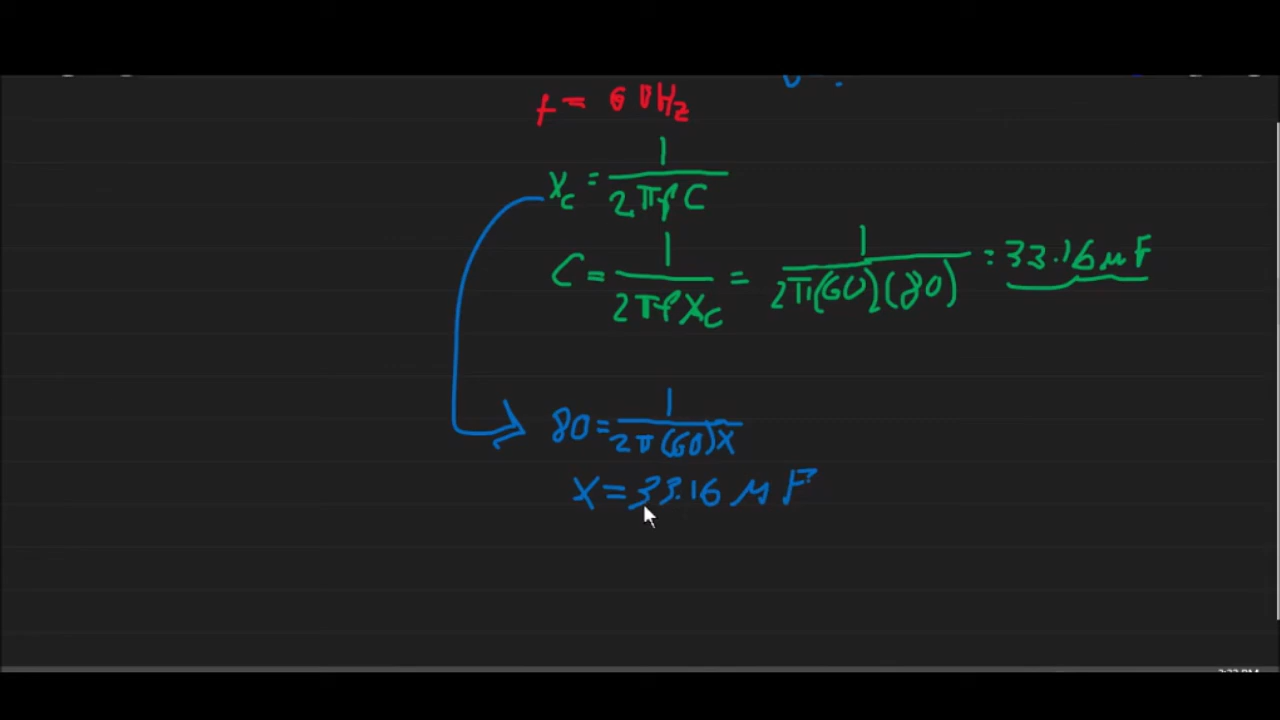 f = 60Hz
Xc = 1/(2πfC)
C = 1/(2πfXc) = 1/(2π(60)(80)) = 33.16 μF
80 = 1/(2π(60)X)
X = 33.16 μF